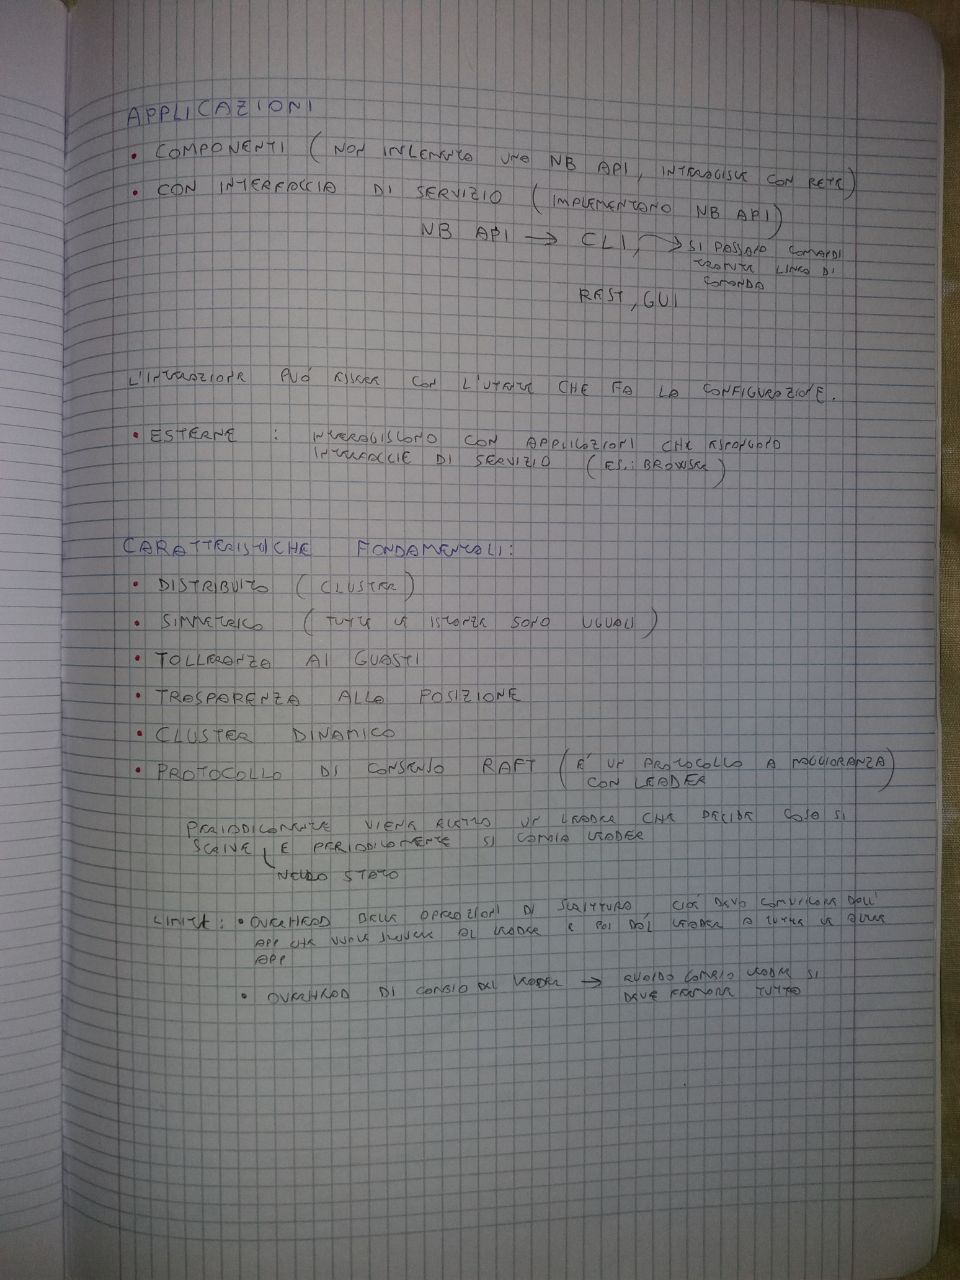 APPLICAZIONI
• COMPONENTI ( NON IMLEMENTO UNA NB API, INTERAGISCE CON RETE )
• CON INTERFACCIA DI SERVIZIO ( IMPLEMENTANO NB API )
NB API → CLI, → SI POSSONO COMANDI
TRAMITE LINEA DI
COMANDA
REST, GUI
L'INTERAZIONE PUÓ ESSERE CON L'UTENTE CHE FA LA CONFIGURAZIONE.
• ESTERNE : INTERAGISCONO CON APPLICAZIONI CHE ESPONGONO
INTERFACCIE DI SERVIZIO ( ES.: BROWSER )
CARATTERISTICHE FONDAMENTALI:
• DISTRIBUITO ( CLUSTER )
• SIMMETRICO ( TUTTE LE ISTANZE SONO UGUALI )
• TOLLERANZA AI GUASTI
• TRASPARENZA ALLA POSIZIONE
• CLUSTER DINAMICO
• PROTOCOLLO DI CONSENSO RAFT ( É UN PROTOCOLLO A MAGGIORANZA
CON LEADER )
PERIODICAMENTE VIENE ELETTO UN LEADER CHE DECIDE COSA SI
SCRIVE E PERIODICAMENTE SI CAMBIA LEADER
NELLO STATO
LIMITI : • OVERHEAD DELLE OPERAZIONI DI SCRITTURA, CIOÉ DEVO COMUNICARE DALL'
APP CHE VUOLE SCRIVERE AL LEADER E POI DAL LEADER A TUTTE LE ALTRE
APP
• OVERHEAD DI CAMBIO DEL LEADER → QUANDO CAMBIO LEADER SI
DEVE FERMARE TUTTO